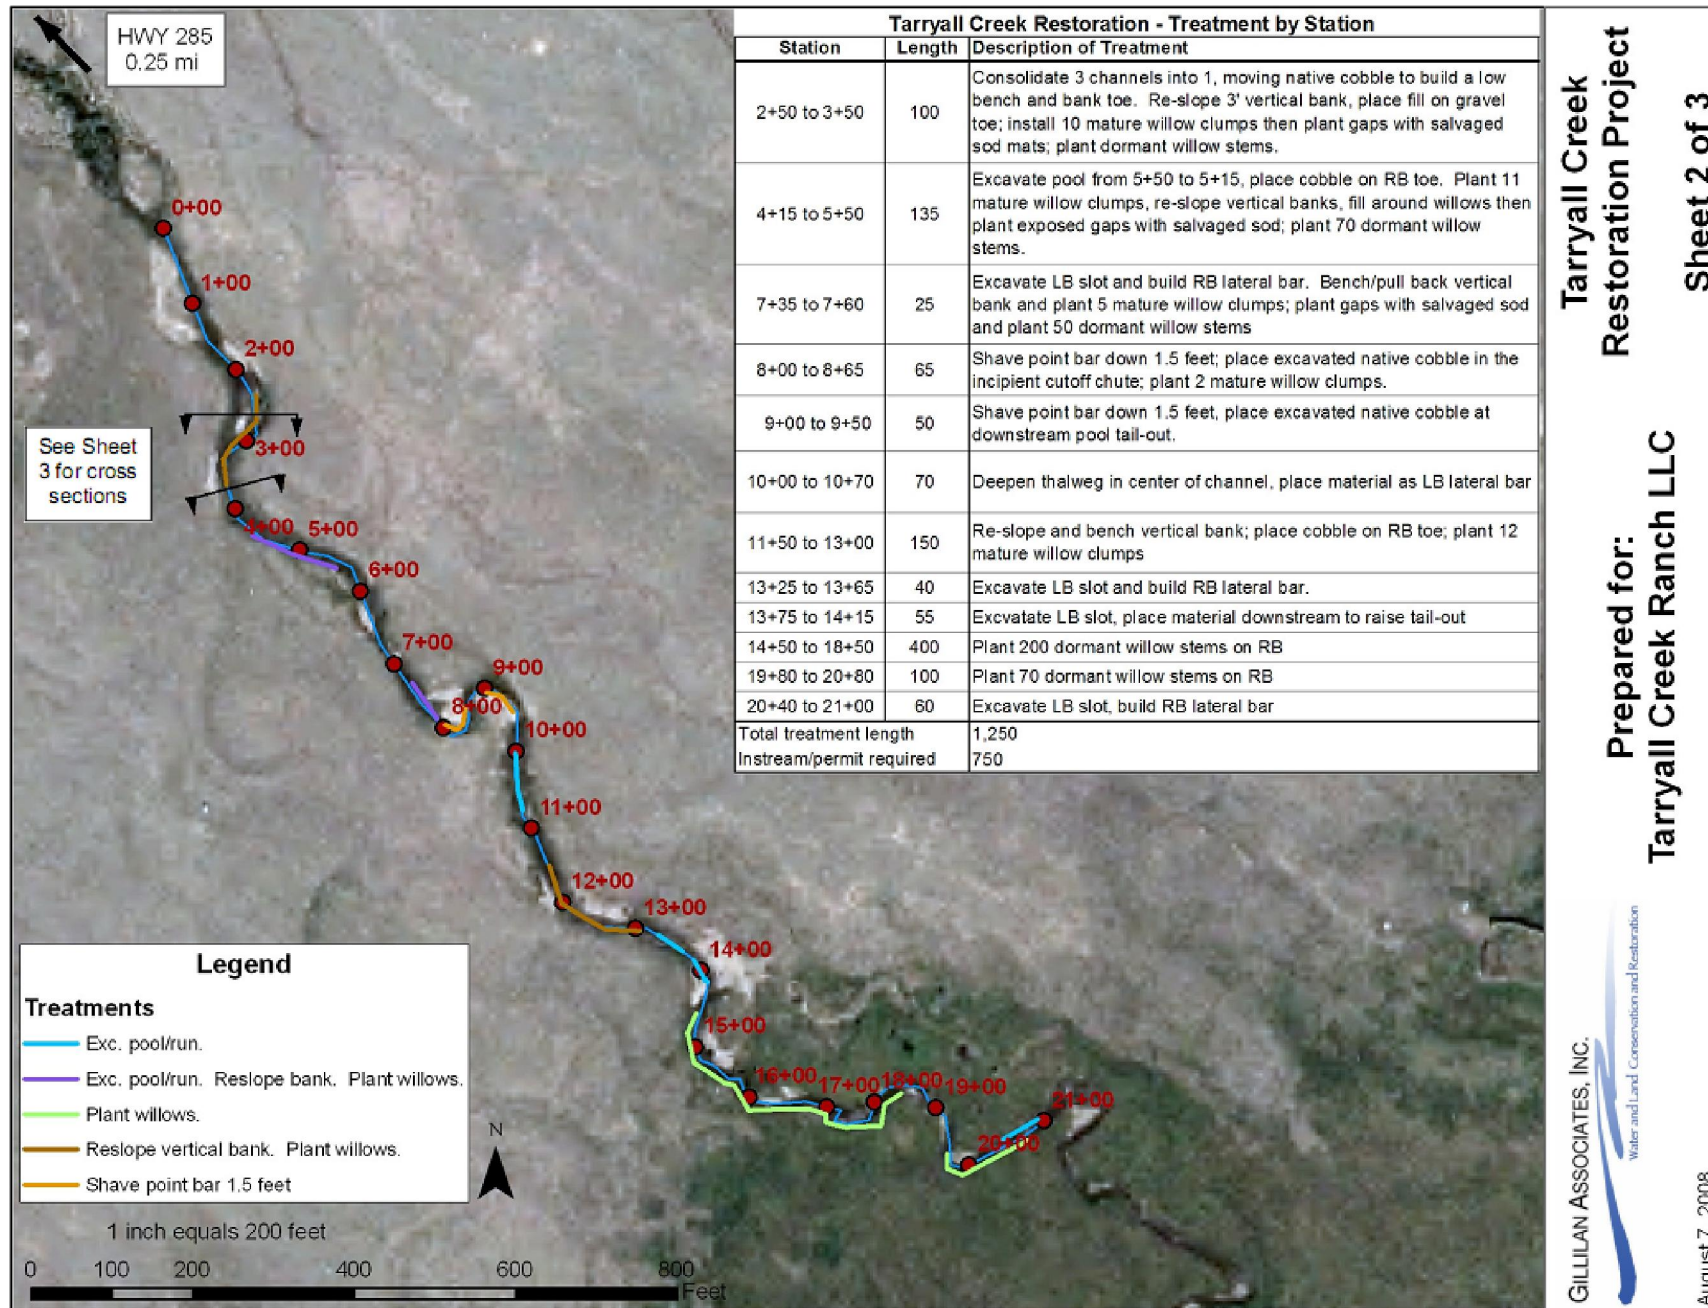 HWY 285
0.25 mi
Tarryall Creek Restoration - Treatment by Station
Station Length Description of Treatment
2+50 to 3+50 100 Consolidate 3 channels into 1, moving native cobble to build a low
bench and bank toe. Re-slope 3' vertical bank, place fill on gravel
toe; install 10 mature willow clumps then plant gaps with salvaged
sod mats; plant dormant willow stems.
4+15 to 5+50 135 Excavate pool from 5+50 to 5+15, place cobble on RB toe. Plant 11
mature willow clumps, re-slope vertical banks, fill around willows then
plant exposed gaps with salvaged sod; plant 70 dormant willow
stems.
7+35 to 7+60 25 Excavate LB slot and build RB lateral bar. Bench/pull back vertical
bank and plant 5 mature willow clumps; plant gaps with salvaged sod
and plant 50 dormant willow stems
8+00 to 8+65 65 Shave point bar down 1.5 feet; place excavated native cobble in the
incipient cutoff chute; plant 2 mature willow clumps.
9+00 to 9+50 50 Shave point bar down 1.5 feet, place excavated native cobble at
downstream pool tail-out.
10+00 to 10+70 70 Deepen thalweg in center of channel, place material as LB lateral bar
11+50 to 13+00 150 Re-slope and bench vertical bank; place cobble on RB toe; plant 12
mature willow clumps
13+25 to 13+65 40 Excavate LB slot and build RB lateral bar.
13+75 to 14+15 55 Excvatate LB slot, place material downstream to raise tail-out
14+50 to 18+50 400 Plant 200 dormant willow stems on RB
19+80 to 20+80 100 Plant 70 dormant willow stems on RB
20+40 to 21+00 60 Excavate LB slot, build RB lateral bar
Total treatment length 1,250
Instream/permit required 750
0+00
1+00
2+00
3+00
See Sheet
3 for cross
sections
4+00
5+00
6+00
7+00
8+00
9+00
10+00
11+00
12+00
13+00
14+00
15+00
16+00
17+00
18+00
19+00
20+00
21+00
Legend
Treatments
Exc. pool/run.
Exc. pool/run. Reslope bank. Plant willows.
Plant willows.
Reslope vertical bank. Plant willows.
Shave point bar 1.5 feet
N
1 inch equals 200 feet
0 100 200 400 600 800
Feet
Tarryall Creek
Restoration Project
Sheet 2 of 3
Prepared for:
Tarryall Creek Ranch LLC
GILLILAN ASSOCIATES, INC.
Water and Land Conservation and Restoration
August 7, 2008